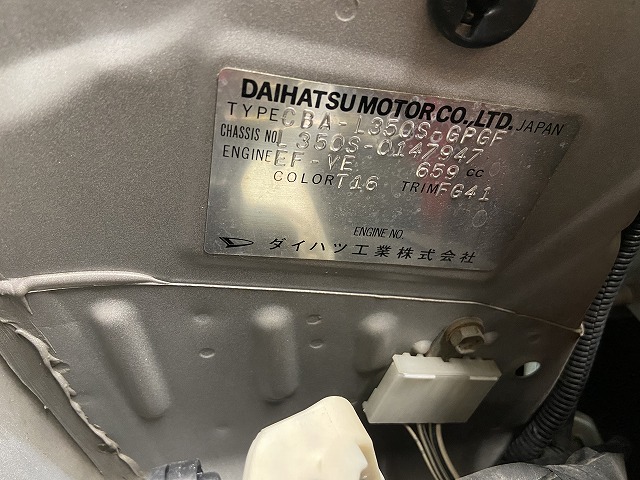 DAIHATSU MOTOR CO., LTD. JAPAN
TYPE CBA-L350S-GPGF
CHASSIS NO. L350S-0147947
ENGINE EF-VE 659 CC
COLOR T16 TRIM FG41
ENGINE NO.
ダイハツ工業株式会社